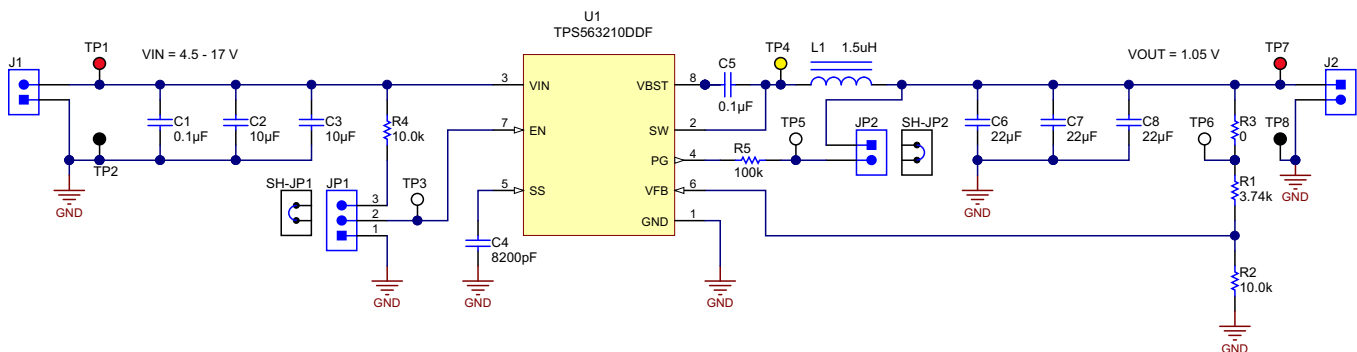 U1
TPS563210DDF
J1
TP1
VIN = 4.5 - 17 V
TP4
L1
1.5uH
VOUT = 1.05 V
TP7
J2
C5
0.1µF
3
VIN
VBST
8
C1
0.1µF
C2
10µF
C3
10µF
R4
10.0k
7
EN
SW
2
TP5
JP2
SH-JP2
C6
22µF
C7
22µF
C8
22µF
TP6
R3
0
TP8
TP2
PG
4
R5
100k
GND
SH-JP1
JP1
TP3
5
SS
VFB
6
GND
GND
R1
3.74k
3
2
1
GND
1
C4
8200pF
GND
GND
GND
R2
10.0k
GND